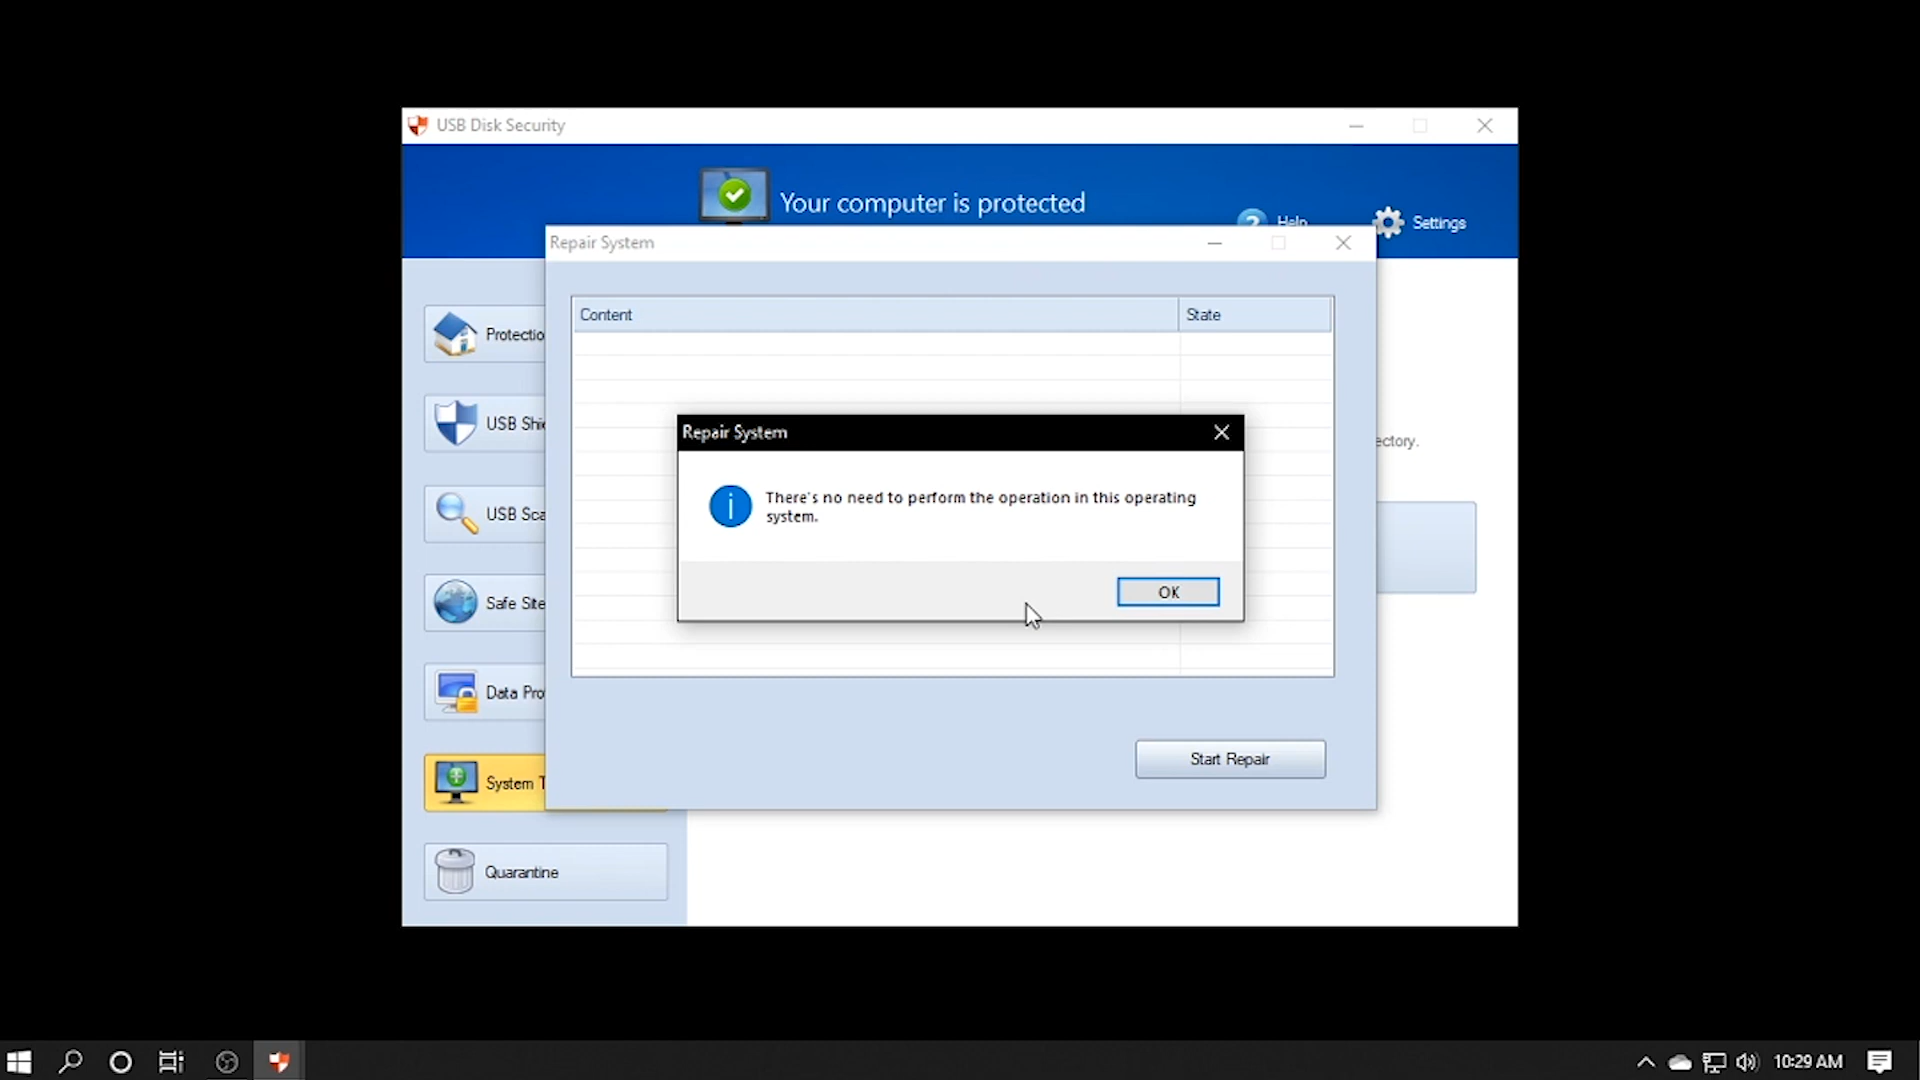 USB Disk Security
Your computer is protected
Help
Settings
Repair System
Content
State
Protectio
USB Shi
USB Sca
Safe Site
Data Pro
System T
Quarantine
ectory.
Repair System
There's no need to perform the operation in this operating
system.
OK
Start Repair
10:29 AM